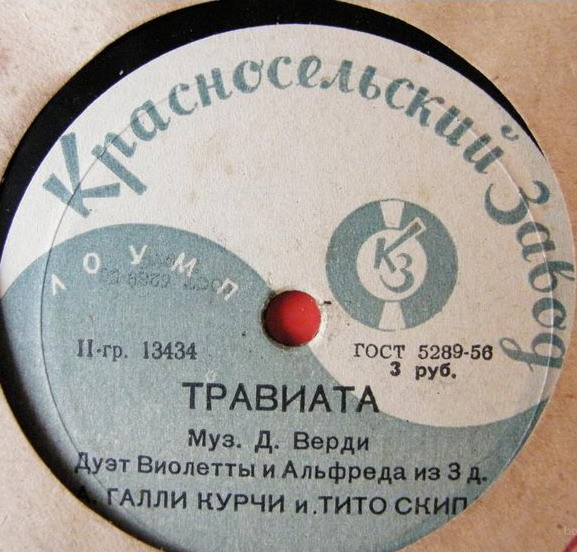 Красносельский Завод
ЛОУМП
КЗ
II-гр. 13434
ГОСТ 5289-56
3 руб.
ТРАВИАТА
Муз. Д. Верди
Дуэт Виолетты и Альфреда из 3 д.
А. ГАЛЛИ КУРЧИ и.ТИТО СКИП